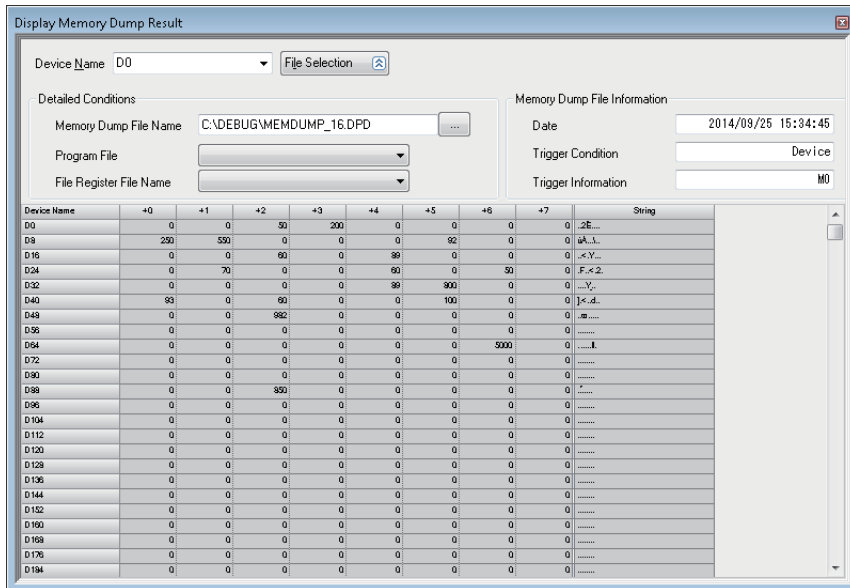 Display Memory Dump Result
Device Name D0 File Selection
Detailed Conditions
Memory Dump File Name C:\DEBUG\MEMDUMP_16.DPD ...
Program File
File Register File Name
Memory Dump File Information
Date 2014/09/25 15:34:45
Trigger Condition Device
Trigger Information M0
Device Name +0 +1 +2 +3 +4 +5 +6 +7 String
D0 0 0 50 200 0 0 0 0 ..2È....
D8 250 550 0 0 0 92 0 0
D16 0 0 60 0 89 0 0 0 ..<.Y...
D24 0 70 0 0 60 0 50 0 .F..<.2.
D32 0 0 0 0 89 800 0 0
D40 93 0 60 0 0 100 0 0 ].<..d..
D48 0 0 982 0 0 0 0 0
D56 0 0 0 0 0 0 0 0 ........
D64 0 0 0 0 0 0 5000 0
D72 0 0 0 0 0 0 0 0 ........
D80 0 0 0 0 0 0 0 0 ........
D88 0 0 850 0 0 0 0 0
D96 0 0 0 0 0 0 0 0 ........
D104 0 0 0 0 0 0 0 0 ........
D112 0 0 0 0 0 0 0 0 ........
D120 0 0 0 0 0 0 0 0 ........
D128 0 0 0 0 0 0 0 0 ........
D136 0 0 0 0 0 0 0 0 ........
D144 0 0 0 0 0 0 0 0 ........
D152 0 0 0 0 0 0 0 0 ........
D160 0 0 0 0 0 0 0 0 ........
D168 0 0 0 0 0 0 0 0 ........
D176 0 0 0 0 0 0 0 0 ........
D184 0 0 0 0 0 0 0 0 ........